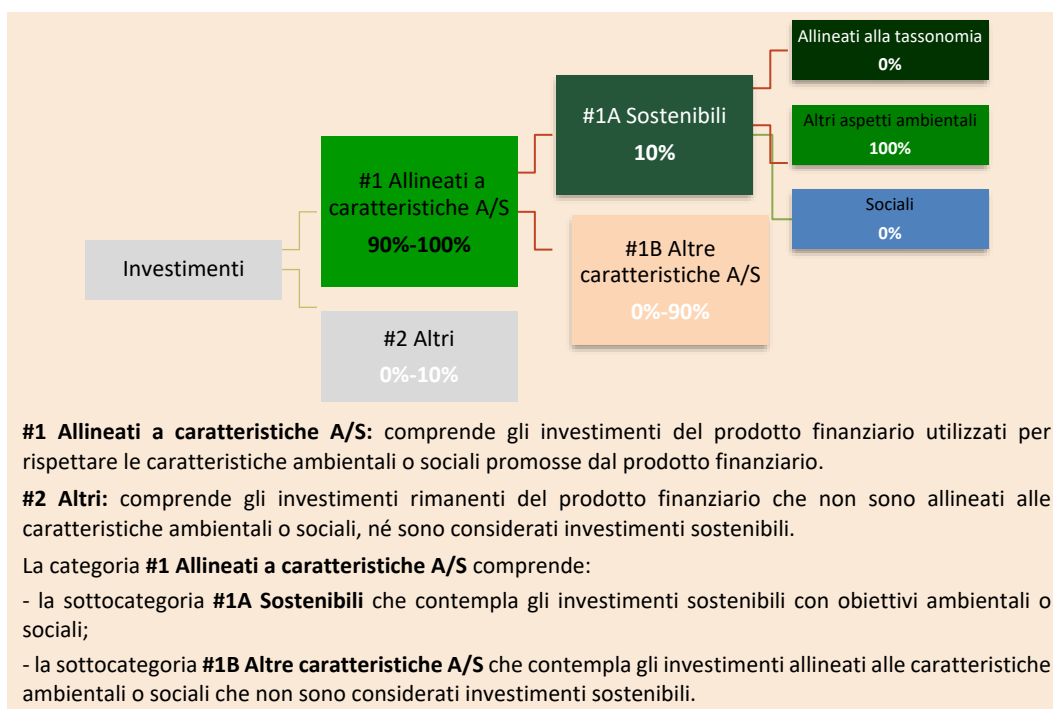 Allineati alla tassonomia
0%
#1A Sostenibili
10%
Altri aspetti ambientali
100%
#1 Allineati a
caratteristiche A/S
90%-100%
Sociali
0%
Investimenti
#1B Altre
caratteristiche A/S
0%-90%
#2 Altri
0%-10%
#1 Allineati a caratteristiche A/S: comprende gli investimenti del prodotto finanziario utilizzati per
rispettare le caratteristiche ambientali o sociali promosse dal prodotto finanziario.
#2 Altri: comprende gli investimenti rimanenti del prodotto finanziario che non sono allineati alle
caratteristiche ambientali o sociali, né sono considerati investimenti sostenibili.
La categoria #1 Allineati a caratteristiche A/S comprende:
- la sottocategoria #1A Sostenibili che contempla gli investimenti sostenibili con obiettivi ambientali o
sociali;
- la sottocategoria #1B Altre caratteristiche A/S che contempla gli investimenti allineati alle caratteristiche
ambientali o sociali che non sono considerati investimenti sostenibili.